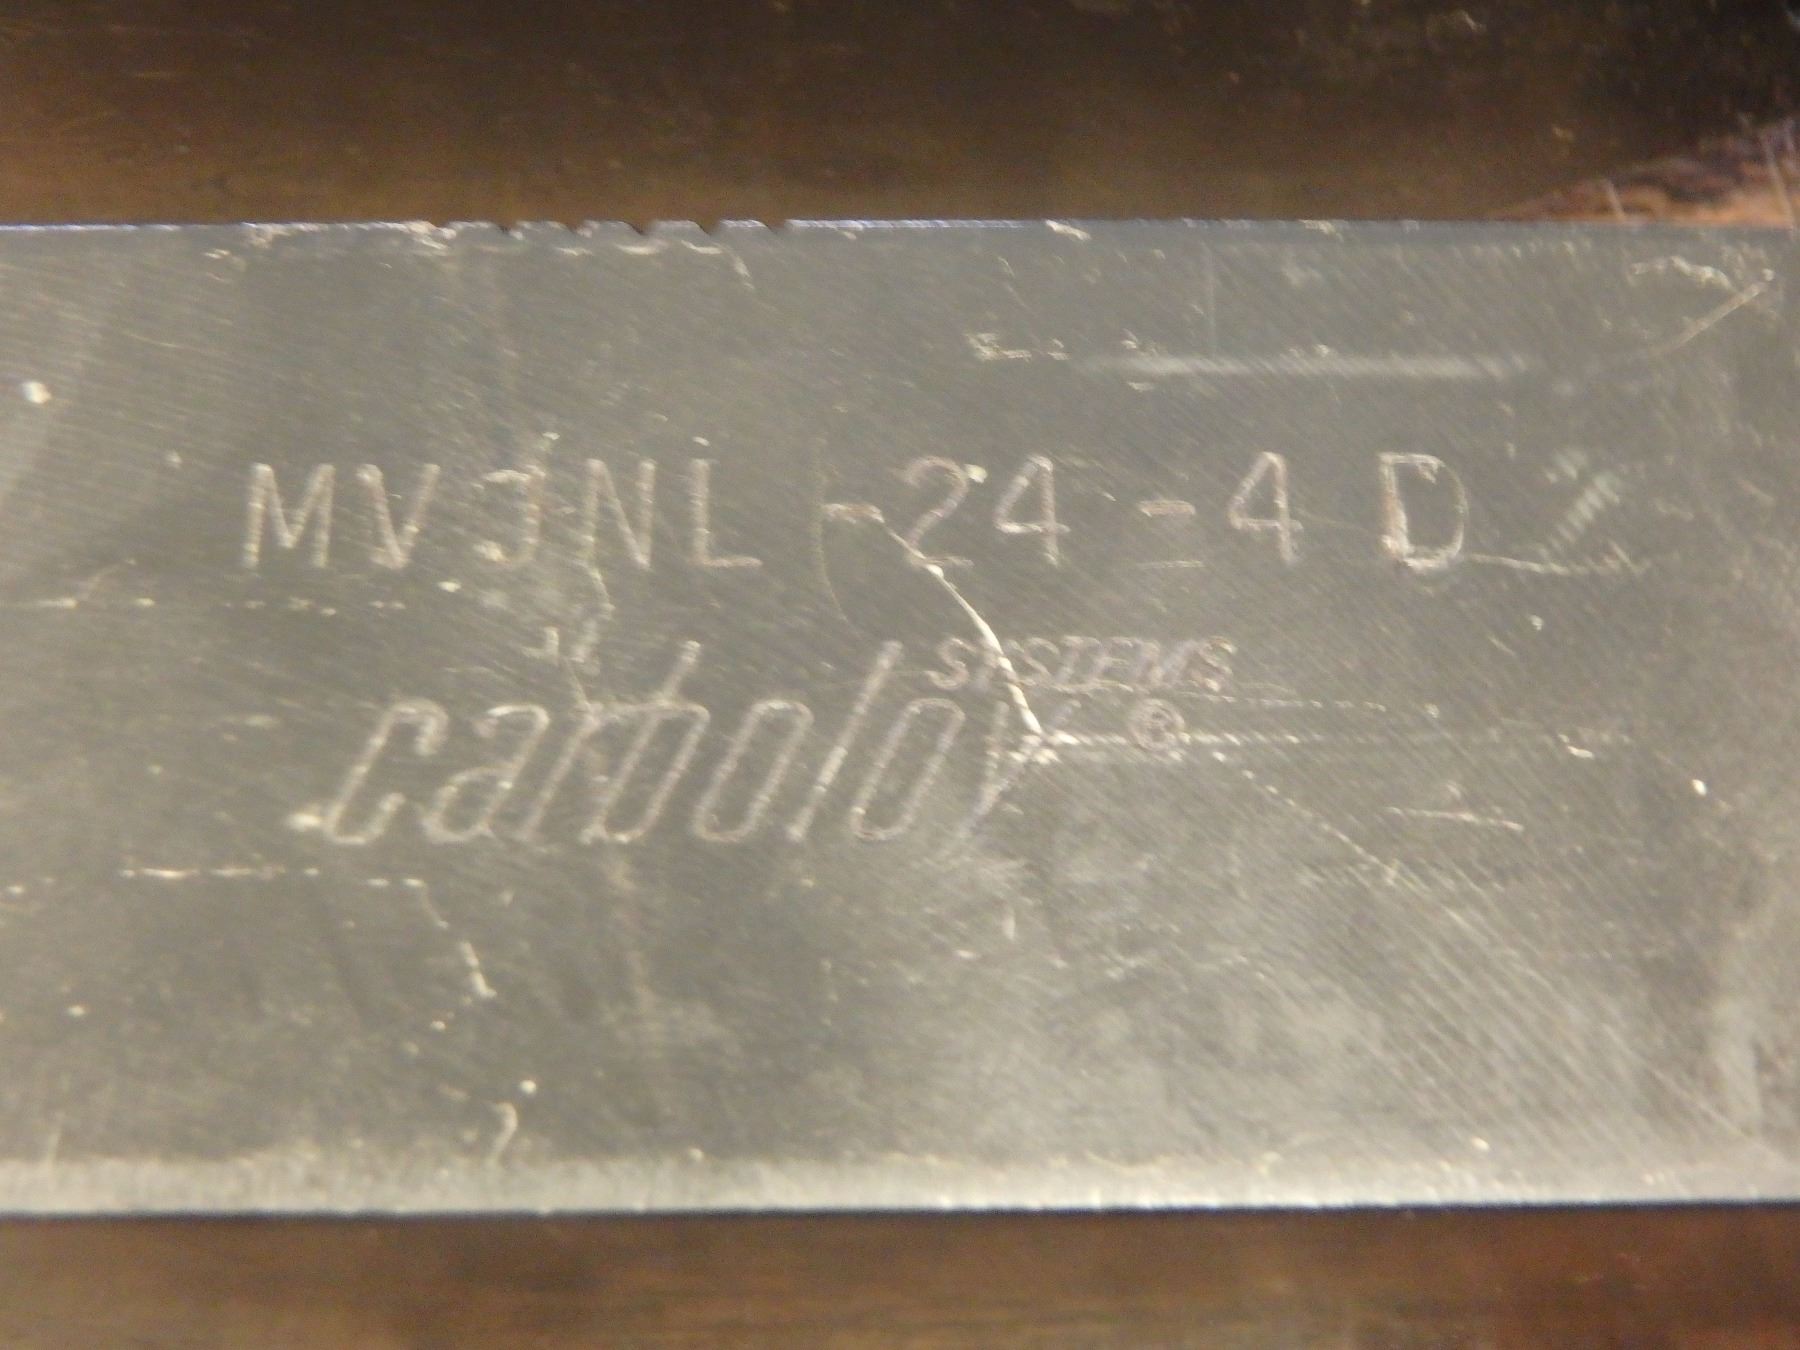 MVJNL-24-4D
SYSTEMS
carboloy ®